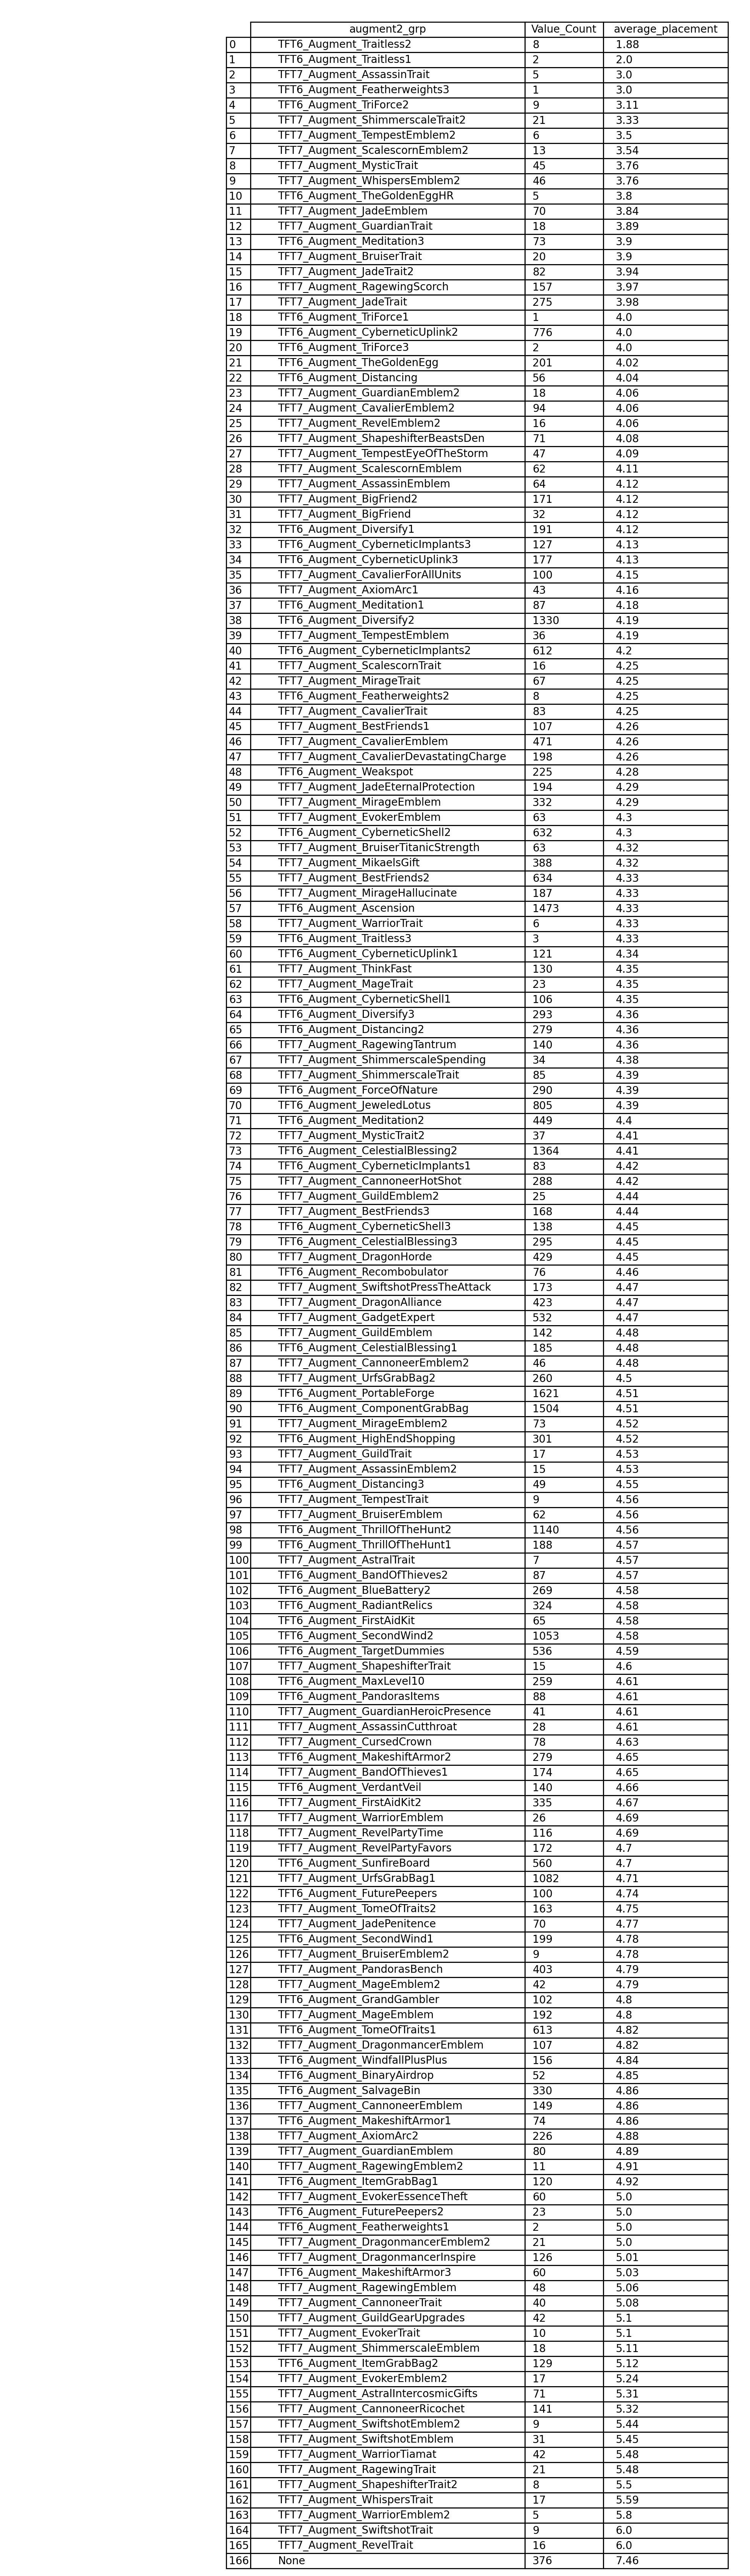 augment2_grp Value_Count average_placement
0 TFT6_Augment_Traitless2 8 1.88
1 TFT6_Augment_Traitless1 2 2.0
2 TFT7_Augment_AssassinTrait 5 3.0
3 TFT6_Augment_Featherweights3 1 3.0
4 TFT6_Augment_TriForce2 9 3.11
5 TFT7_Augment_ShimmerscaleTrait2 21 3.33
6 TFT7_Augment_TempestEmblem2 6 3.5
7 TFT7_Augment_ScalescornEmblem2 13 3.54
8 TFT7_Augment_MysticTrait 45 3.76
9 TFT7_Augment_WhispersEmblem2 46 3.76
10 TFT6_Augment_TheGoldenEggHR 5 3.8
11 TFT7_Augment_JadeEmblem 70 3.84
12 TFT7_Augment_GuardianTrait 18 3.89
13 TFT6_Augment_Meditation3 73 3.9
14 TFT7_Augment_BruiserTrait 20 3.9
15 TFT7_Augment_JadeTrait2 82 3.94
16 TFT7_Augment_RagewingScorch 157 3.97
17 TFT7_Augment_JadeTrait 275 3.98
18 TFT6_Augment_TriForce1 1 4.0
19 TFT6_Augment_CyberneticUplink2 776 4.0
20 TFT6_Augment_TriForce3 2 4.0
21 TFT6_Augment_TheGoldenEgg 201 4.02
22 TFT6_Augment_Distancing 56 4.04
23 TFT7_Augment_GuardianEmblem2 18 4.06
24 TFT7_Augment_CavalierEmblem2 94 4.06
25 TFT7_Augment_RevelEmblem2 16 4.06
26 TFT7_Augment_ShapeshifterBeastsDen 71 4.08
27 TFT7_Augment_TempestEyeOfTheStorm 47 4.09
28 TFT7_Augment_ScalescornEmblem 62 4.11
29 TFT7_Augment_AssassinEmblem 64 4.12
30 TFT7_Augment_BigFriend2 171 4.12
31 TFT7_Augment_BigFriend 32 4.12
32 TFT6_Augment_Diversify1 191 4.12
33 TFT6_Augment_CyberneticImplants3 127 4.13
34 TFT6_Augment_CyberneticUplink3 177 4.13
35 TFT7_Augment_CavalierForAllUnits 100 4.15
36 TFT7_Augment_AxiomArc1 43 4.16
37 TFT6_Augment_Meditation1 87 4.18
38 TFT6_Augment_Diversify2 1330 4.19
39 TFT7_Augment_TempestEmblem 36 4.19
40 TFT6_Augment_CyberneticImplants2 612 4.2
41 TFT7_Augment_ScalescornTrait 16 4.25
42 TFT7_Augment_MirageTrait 67 4.25
43 TFT6_Augment_Featherweights2 8 4.25
44 TFT7_Augment_CavalierTrait 83 4.25
45 TFT7_Augment_BestFriends1 107 4.26
46 TFT7_Augment_CavalierEmblem 471 4.26
47 TFT7_Augment_CavalierDevastatingCharge 198 4.26
48 TFT6_Augment_Weakspot 225 4.28
49 TFT7_Augment_JadeEternalProtection 194 4.29
50 TFT7_Augment_MirageEmblem 332 4.29
51 TFT7_Augment_EvokerEmblem 63 4.3
52 TFT6_Augment_CyberneticShell2 632 4.3
53 TFT7_Augment_BruiserTitanicStrength 63 4.32
54 TFT7_Augment_MikaelsGift 388 4.32
55 TFT7_Augment_BestFriends2 634 4.33
56 TFT7_Augment_MirageHallucinate 187 4.33
57 TFT6_Augment_Ascension 1473 4.33
58 TFT7_Augment_WarriorTrait 6 4.33
59 TFT6_Augment_Traitless3 3 4.33
60 TFT6_Augment_CyberneticUplink1 121 4.34
61 TFT7_Augment_ThinkFast 130 4.35
62 TFT7_Augment_MageTrait 23 4.35
63 TFT6_Augment_CyberneticShell1 106 4.35
64 TFT6_Augment_Diversify3 293 4.36
65 TFT6_Augment_Distancing2 279 4.36
66 TFT7_Augment_RagewingTantrum 140 4.36
67 TFT7_Augment_ShimmerscaleSpending 34 4.38
68 TFT7_Augment_ShimmerscaleTrait 85 4.39
69 TFT6_Augment_ForceOfNature 290 4.39
70 TFT6_Augment_JeweledLotus 805 4.39
71 TFT6_Augment_Meditation2 449 4.4
72 TFT7_Augment_MysticTrait2 37 4.41
73 TFT6_Augment_CelestialBlessing2 1364 4.41
74 TFT6_Augment_CyberneticImplants1 83 4.42
75 TFT7_Augment_CannoneerHotShot 288 4.42
76 TFT7_Augment_GuildEmblem2 25 4.44
77 TFT7_Augment_BestFriends3 168 4.44
78 TFT6_Augment_CyberneticShell3 138 4.45
79 TFT6_Augment_CelestialBlessing3 295 4.45
80 TFT7_Augment_DragonHorde 429 4.45
81 TFT6_Augment_Recombobulator 76 4.46
82 TFT7_Augment_SwiftshotPressTheAttack 173 4.47
83 TFT7_Augment_DragonAlliance 423 4.47
84 TFT7_Augment_GadgetExpert 532 4.47
85 TFT7_Augment_GuildEmblem 142 4.48
86 TFT6_Augment_CelestialBlessing1 185 4.48
87 TFT7_Augment_CannoneerEmblem2 46 4.48
88 TFT7_Augment_UrfsGrabBag2 260 4.5
89 TFT6_Augment_PortableForge 1621 4.51
90 TFT6_Augment_ComponentGrabBag 1504 4.51
91 TFT7_Augment_MirageEmblem2 73 4.52
92 TFT6_Augment_HighEndShopping 301 4.52
93 TFT7_Augment_GuildTrait 17 4.53
94 TFT7_Augment_AssassinEmblem2 15 4.53
95 TFT6_Augment_Distancing3 49 4.55
96 TFT7_Augment_TempestTrait 9 4.56
97 TFT7_Augment_BruiserEmblem 62 4.56
98 TFT6_Augment_ThrillOfTheHunt2 1140 4.56
99 TFT6_Augment_ThrillOfTheHunt1 188 4.57
100 TFT7_Augment_AstralTrait 7 4.57
101 TFT6_Augment_BandOfThieves2 87 4.57
102 TFT6_Augment_BlueBattery2 269 4.58
103 TFT6_Augment_RadiantRelics 324 4.58
104 TFT6_Augment_FirstAidKit 65 4.58
105 TFT6_Augment_SecondWind2 1053 4.58
106 TFT6_Augment_TargetDummies 536 4.59
107 TFT7_Augment_ShapeshifterTrait 15 4.6
108 TFT6_Augment_MaxLevel10 259 4.61
109 TFT6_Augment_PandorasItems 88 4.61
110 TFT7_Augment_GuardianHeroicPresence 41 4.61
111 TFT7_Augment_AssassinCutthroat 28 4.61
112 TFT7_Augment_CursedCrown 78 4.63
113 TFT6_Augment_MakeshiftArmor2 279 4.65
114 TFT7_Augment_BandOfThieves1 174 4.65
115 TFT6_Augment_VerdantVeil 140 4.66
116 TFT7_Augment_FirstAidKit2 335 4.67
117 TFT7_Augment_WarriorEmblem 26 4.69
118 TFT7_Augment_RevelPartyTime 116 4.69
119 TFT7_Augment_RevelPartyFavors 172 4.7
120 TFT6_Augment_SunfireBoard 560 4.7
121 TFT7_Augment_UrfsGrabBag1 1082 4.71
122 TFT6_Augment_FuturePeepers 100 4.74
123 TFT7_Augment_TomeOfTraits2 163 4.75
124 TFT7_Augment_JadePenitence 70 4.77
125 TFT6_Augment_SecondWind1 199 4.78
126 TFT7_Augment_BruiserEmblem2 9 4.78
127 TFT7_Augment_PandorasBench 403 4.79
128 TFT7_Augment_MageEmblem2 42 4.79
129 TFT6_Augment_GrandGambler 102 4.8
130 TFT7_Augment_MageEmblem 192 4.8
131 TFT6_Augment_TomeOfTraits1 613 4.82
132 TFT7_Augment_DragonmancerEmblem 107 4.82
133 TFT6_Augment_WindfallPlusPlus 156 4.84
134 TFT6_Augment_BinaryAirdrop 52 4.85
135 TFT6_Augment_SalvageBin 330 4.86
136 TFT7_Augment_CannoneerEmblem 149 4.86
137 TFT6_Augment_MakeshiftArmor1 74 4.86
138 TFT7_Augment_AxiomArc2 226 4.88
139 TFT7_Augment_GuardianEmblem 80 4.89
140 TFT7_Augment_RagewingEmblem2 11 4.91
141 TFT6_Augment_ItemGrabBag1 120 4.92
142 TFT7_Augment_EvokerEssenceTheft 60 5.0
143 TFT6_Augment_FuturePeepers2 23 5.0
144 TFT6_Augment_Featherweights1 2 5.0
145 TFT7_Augment_DragonmancerEmblem2 21 5.0
146 TFT7_Augment_DragonmancerInspire 126 5.01
147 TFT6_Augment_MakeshiftArmor3 60 5.03
148 TFT7_Augment_RagewingEmblem 48 5.06
149 TFT7_Augment_CannoneerTrait 40 5.08
150 TFT7_Augment_GuildGearUpgrades 42 5.1
151 TFT7_Augment_EvokerTrait 10 5.1
152 TFT7_Augment_ShimmerscaleEmblem 18 5.11
153 TFT6_Augment_ItemGrabBag2 129 5.12
154 TFT7_Augment_EvokerEmblem2 17 5.24
155 TFT7_Augment_AstralIntercosmicGifts 71 5.31
156 TFT7_Augment_CannoneerRicochet 141 5.32
157 TFT7_Augment_SwiftshotEmblem2 9 5.44
158 TFT7_Augment_SwiftshotEmblem 31 5.45
159 TFT7_Augment_WarriorTiamat 42 5.48
160 TFT7_Augment_RagewingTrait 21 5.48
161 TFT7_Augment_ShapeshifterTrait2 8 5.5
162 TFT7_Augment_WhispersTrait 17 5.59
163 TFT7_Augment_WarriorEmblem2 5 5.8
164 TFT7_Augment_SwiftshotTrait 9 6.0
165 TFT7_Augment_RevelTrait 16 6.0
166 None 376 7.46